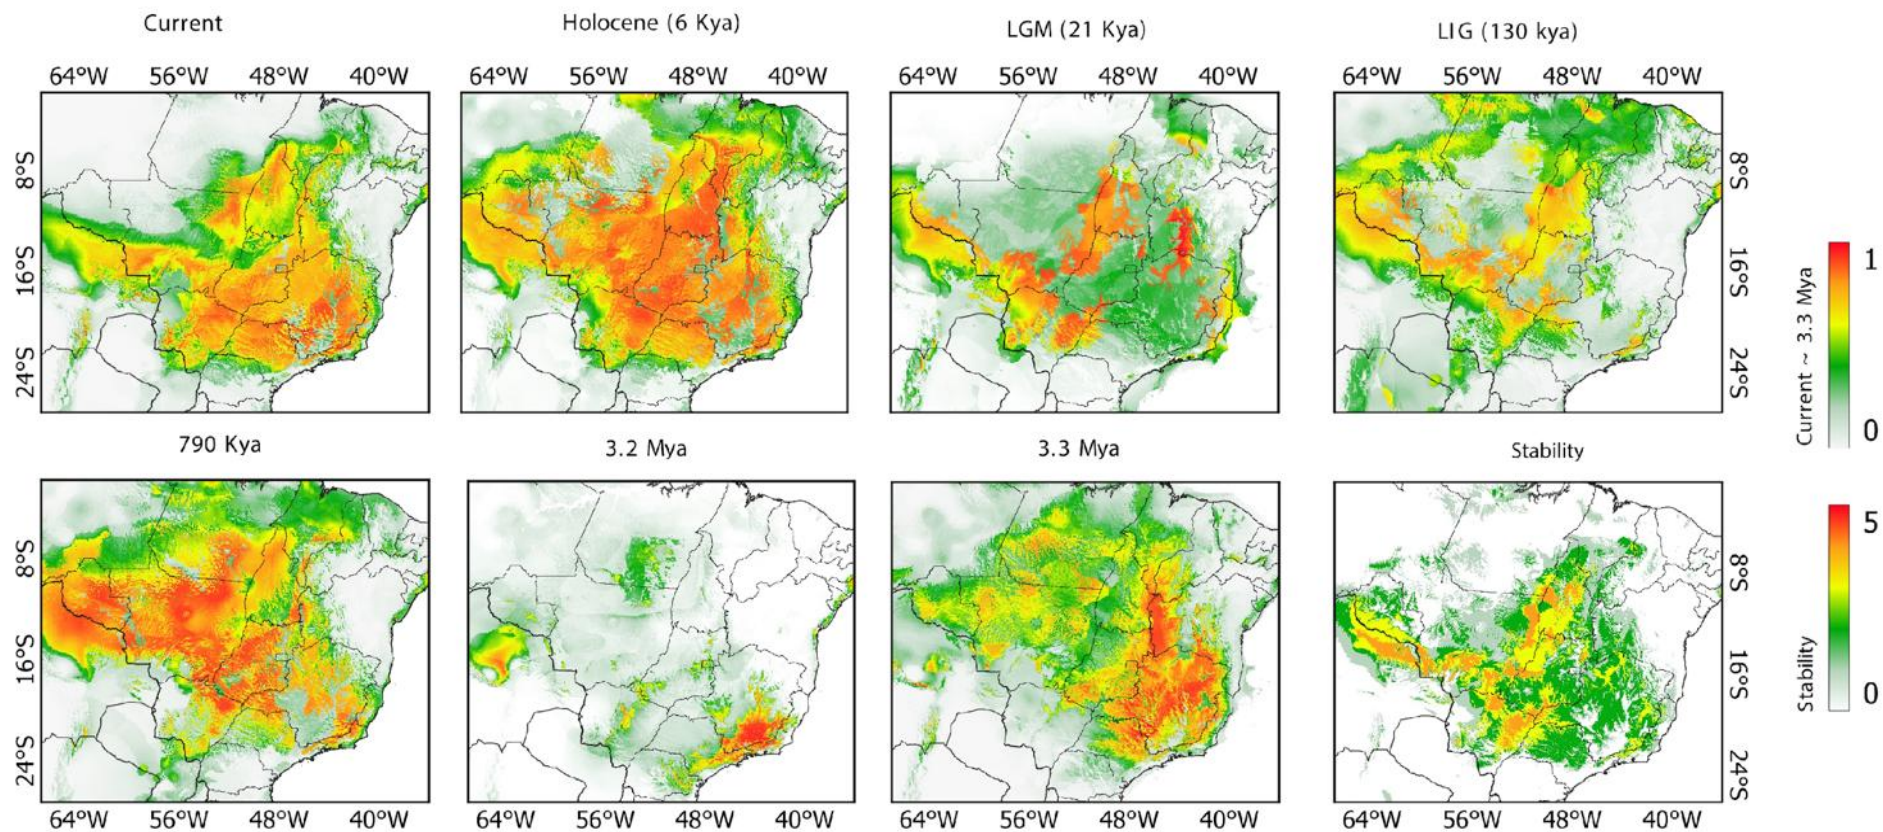 Current
Holocene (6 Kya)
LGM (21 Kya)
LIG (130 kya)
64°W 56°W 48°W 40°W
64°W 56°W 48°W 40°W
64°W 56°W 48°W 40°W
64°W 56°W 48°W 40°W
8°S
16°S
24°S
8°S
16°S
24°S
Current ~ 3.3 Mya
1
0
790 Kya
3.2 Mya
3.3 Mya
Stability
8°S
16°S
24°S
8°S
16°S
24°S
Stability
5
0
64°W 56°W 48°W 40°W
64°W 56°W 48°W 40°W
64°W 56°W 48°W 40°W
64°W 56°W 48°W 40°W